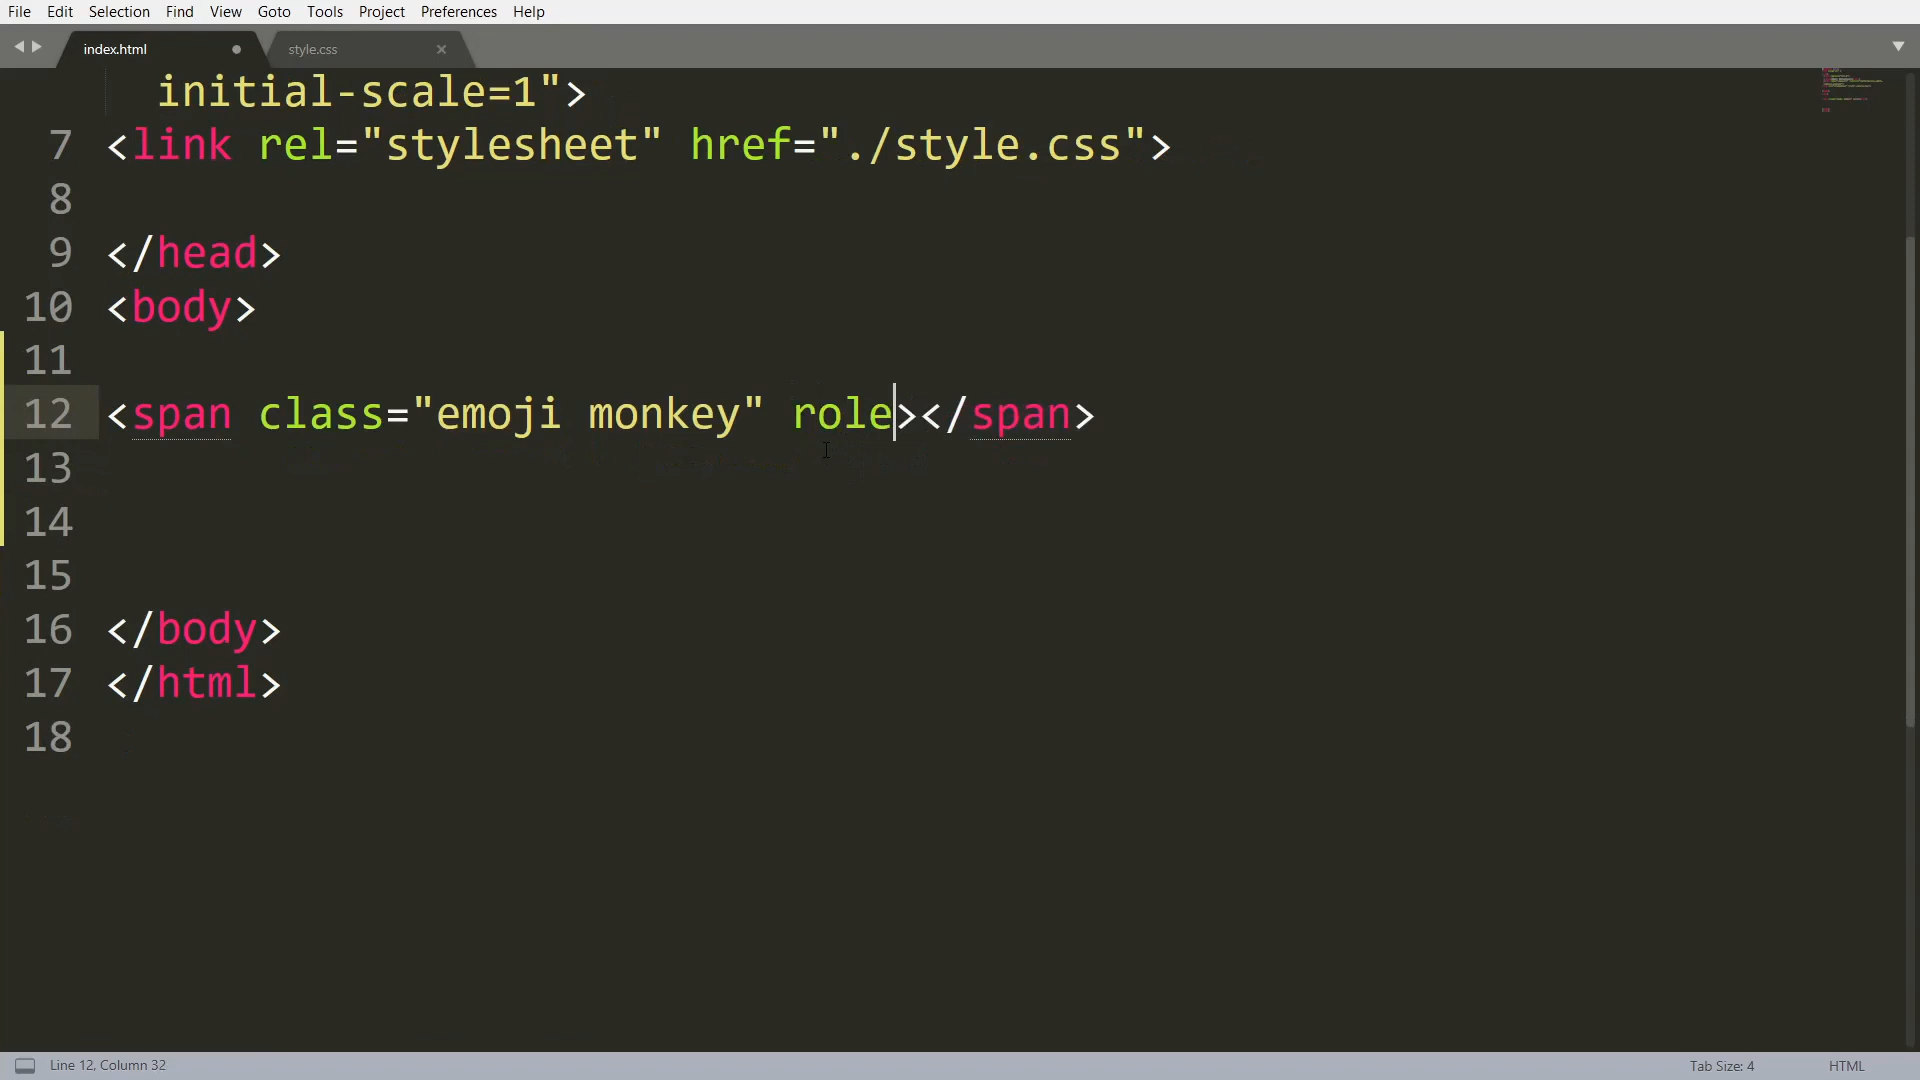 File Edit Selection Find View Goto Tools Project Preferences Help
index.html style.css
initial-scale=1">
7 <link rel="stylesheet" href="./style.css">
8
9 </head>
10 <body>
11
12 <span class="emoji monkey" role></span>
13
14
15
16 </body>
17 </html>
18
Line 12, Column 32 Tab Size: 4 HTML